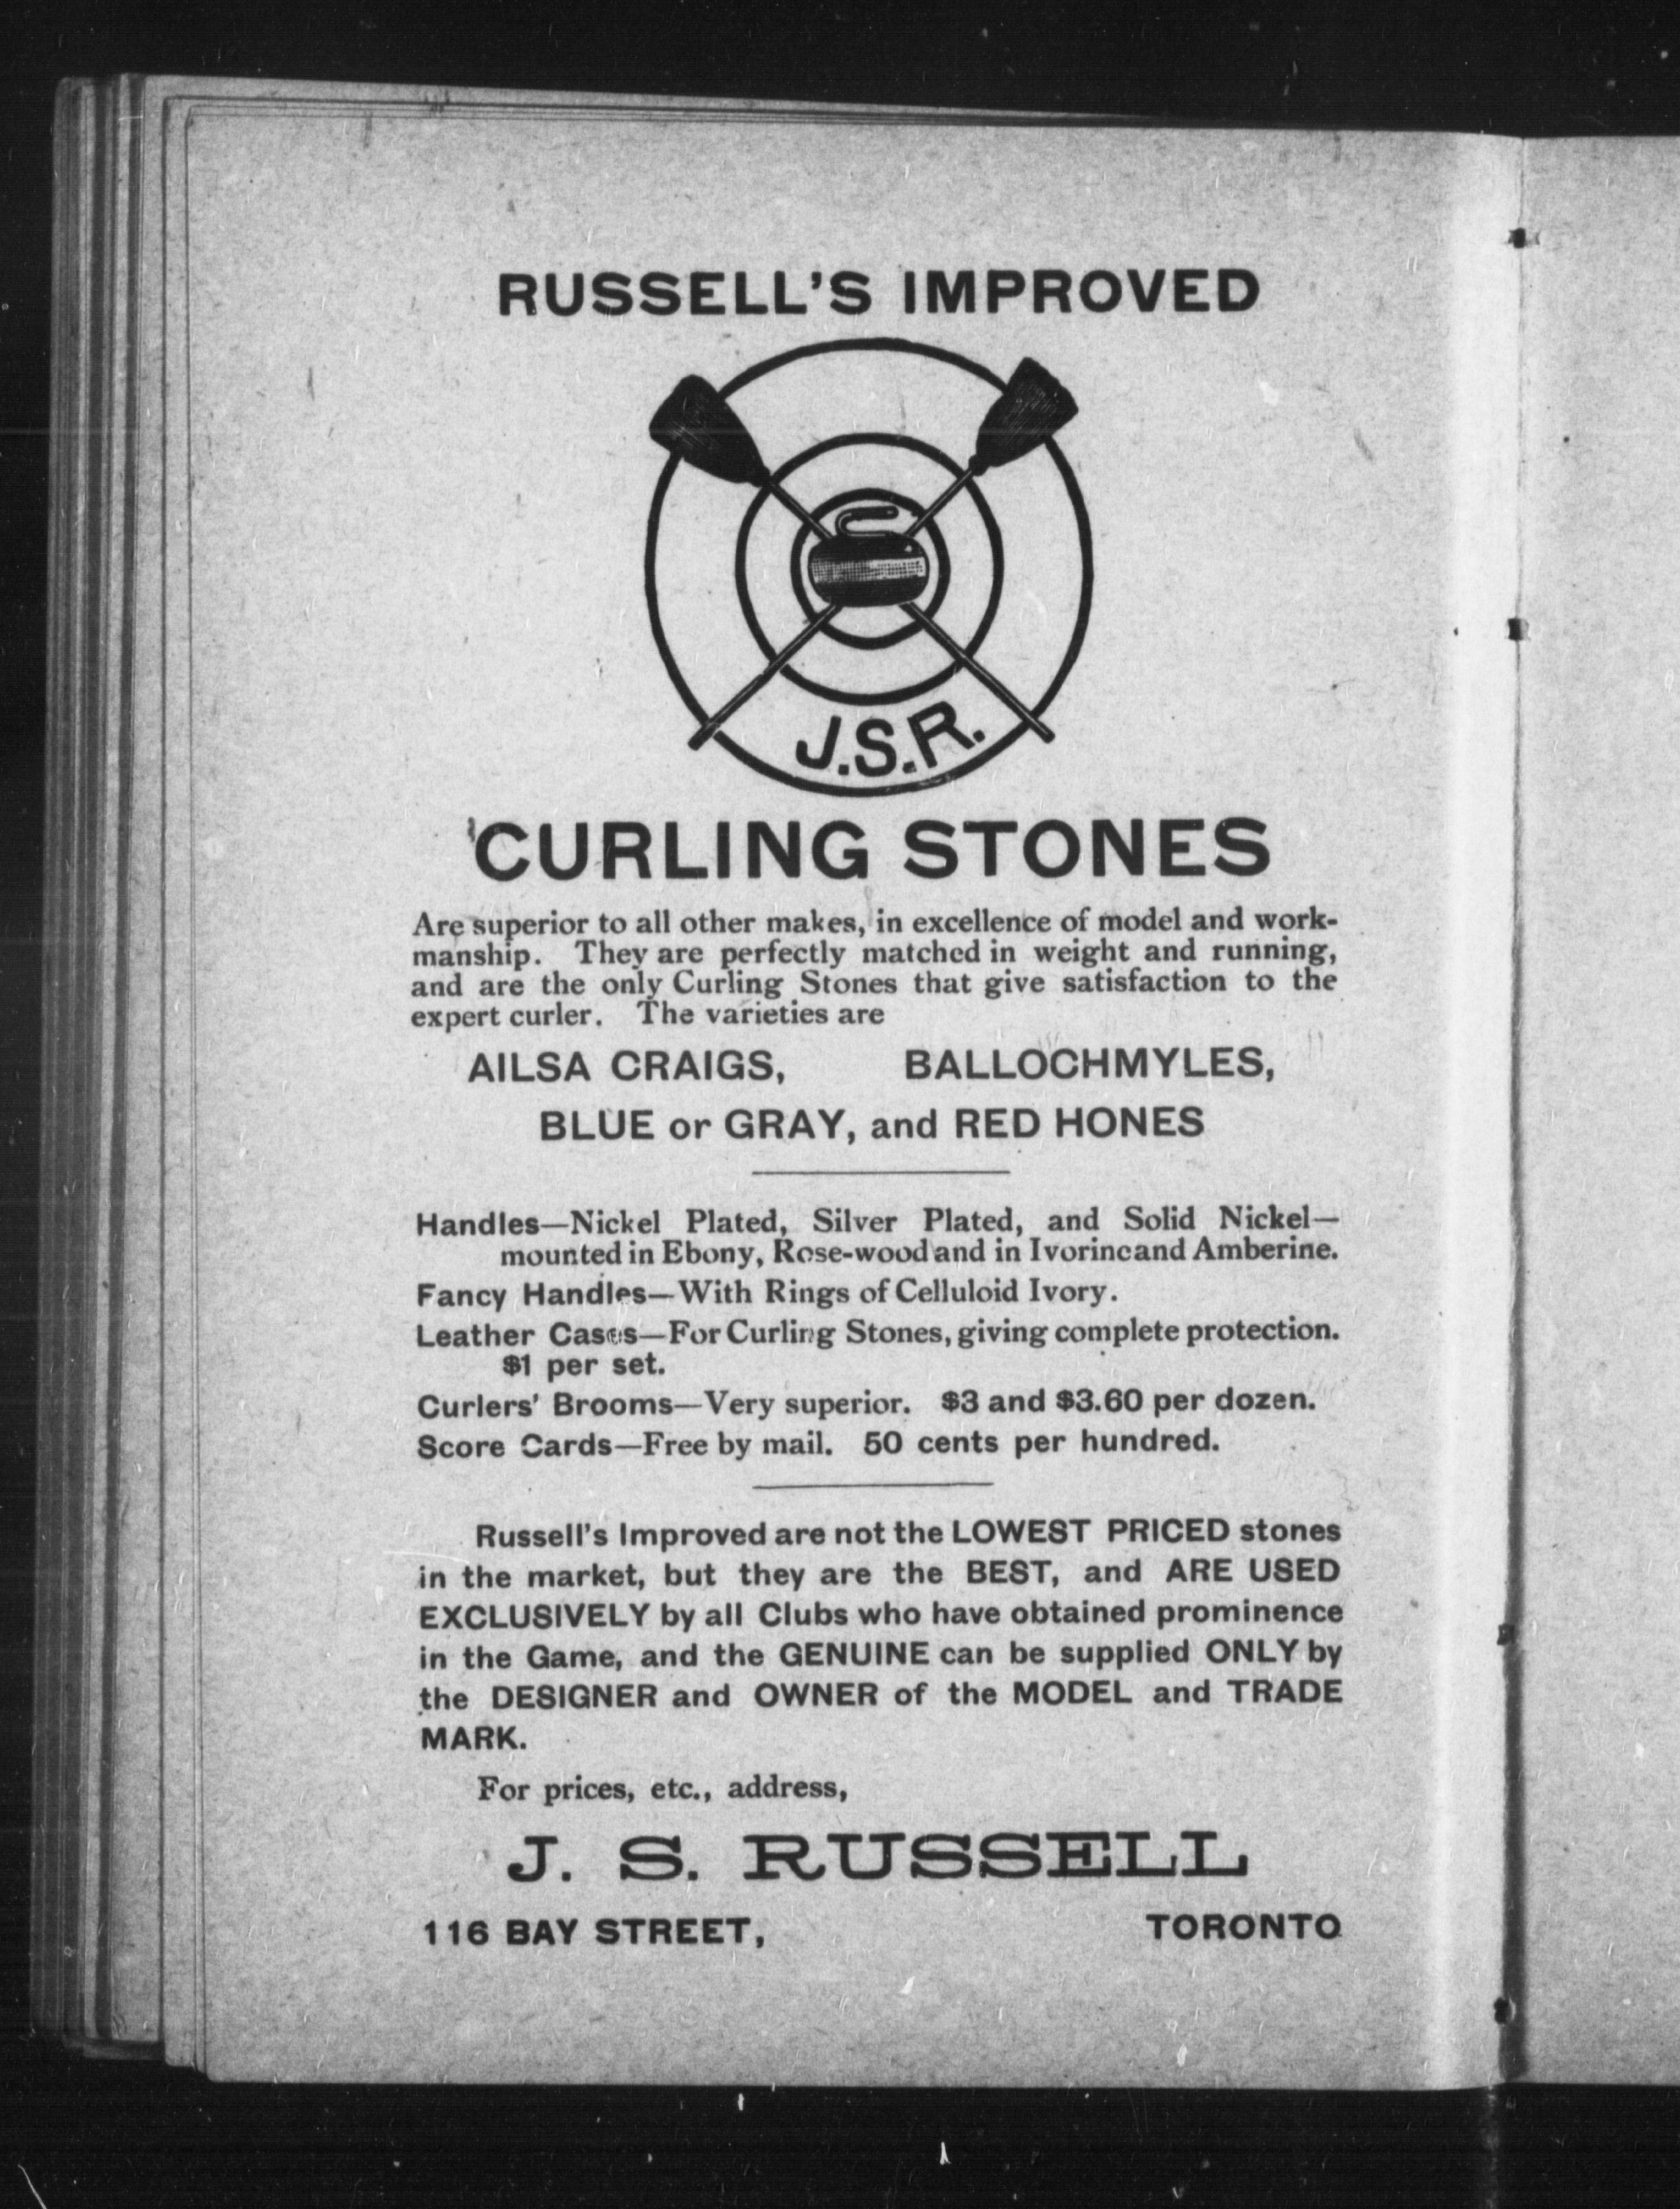 RUSSELL'S IMPROVED
J.S.R.
CURLING STONES
Are superior to all other makes, in excellence of model and work-
manship. They are perfectly matched in weight and running,
and are the only Curling Stones that give satisfaction to the
expert curler. The varieties are
AILSA CRAIGS, BALLOCHMYLES,
BLUE or GRAY, and RED HONES
Handles—Nickel Plated, Silver Plated, and Solid Nickel—
mounted in Ebony, Rose-wood and in Ivorine and Amberine.
Fancy Handles—With Rings of Celluloid Ivory.
Leather Cases—For Curling Stones, giving complete protection.
$1 per set.
Curlers' Brooms—Very superior. $3 and $3.60 per dozen.
Score Cards—Free by mail. 50 cents per hundred.
Russell's Improved are not the LOWEST PRICED stones
in the market, but they are the BEST, and ARE USED
EXCLUSIVELY by all Clubs who have obtained prominence
in the Game, and the GENUINE can be supplied ONLY by
the DESIGNER and OWNER of the MODEL and TRADE
MARK.
For prices, etc., address,
J. S. RUSSELL
116 BAY STREET, TORONTO